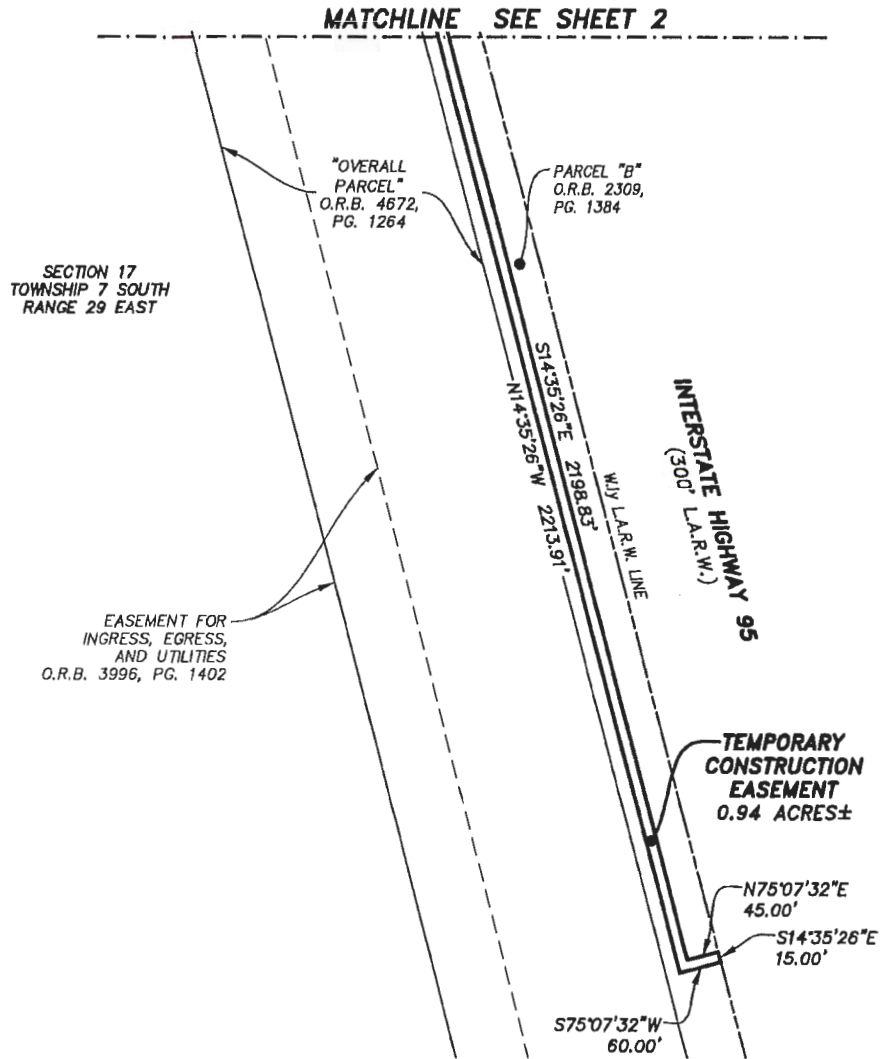 MATCHLINE SEE SHEET 2
"OVERALL
PARCEL"
O.R.B. 4672,
PG. 1264
PARCEL "B"
O.R.B. 2309,
PG. 1384
SECTION 17
TOWNSHIP 7 SOUTH
RANGE 29 EAST
S14°35'26"E 2198.83'
N14°35'26"W 2213.91'
W'ly L.A.R.W. LINE
INTERSTATE HIGHWAY 95
(300' L.A.R.W.)
EASEMENT FOR
INGRESS, EGRESS,
AND UTILITIES
O.R.B. 3996, PG. 1402
TEMPORARY
CONSTRUCTION
EASEMENT
0.94 ACRES±
N75°07'32"E
45.00'
S14°35'26"E
15.00'
S75°07'32"W
60.00'